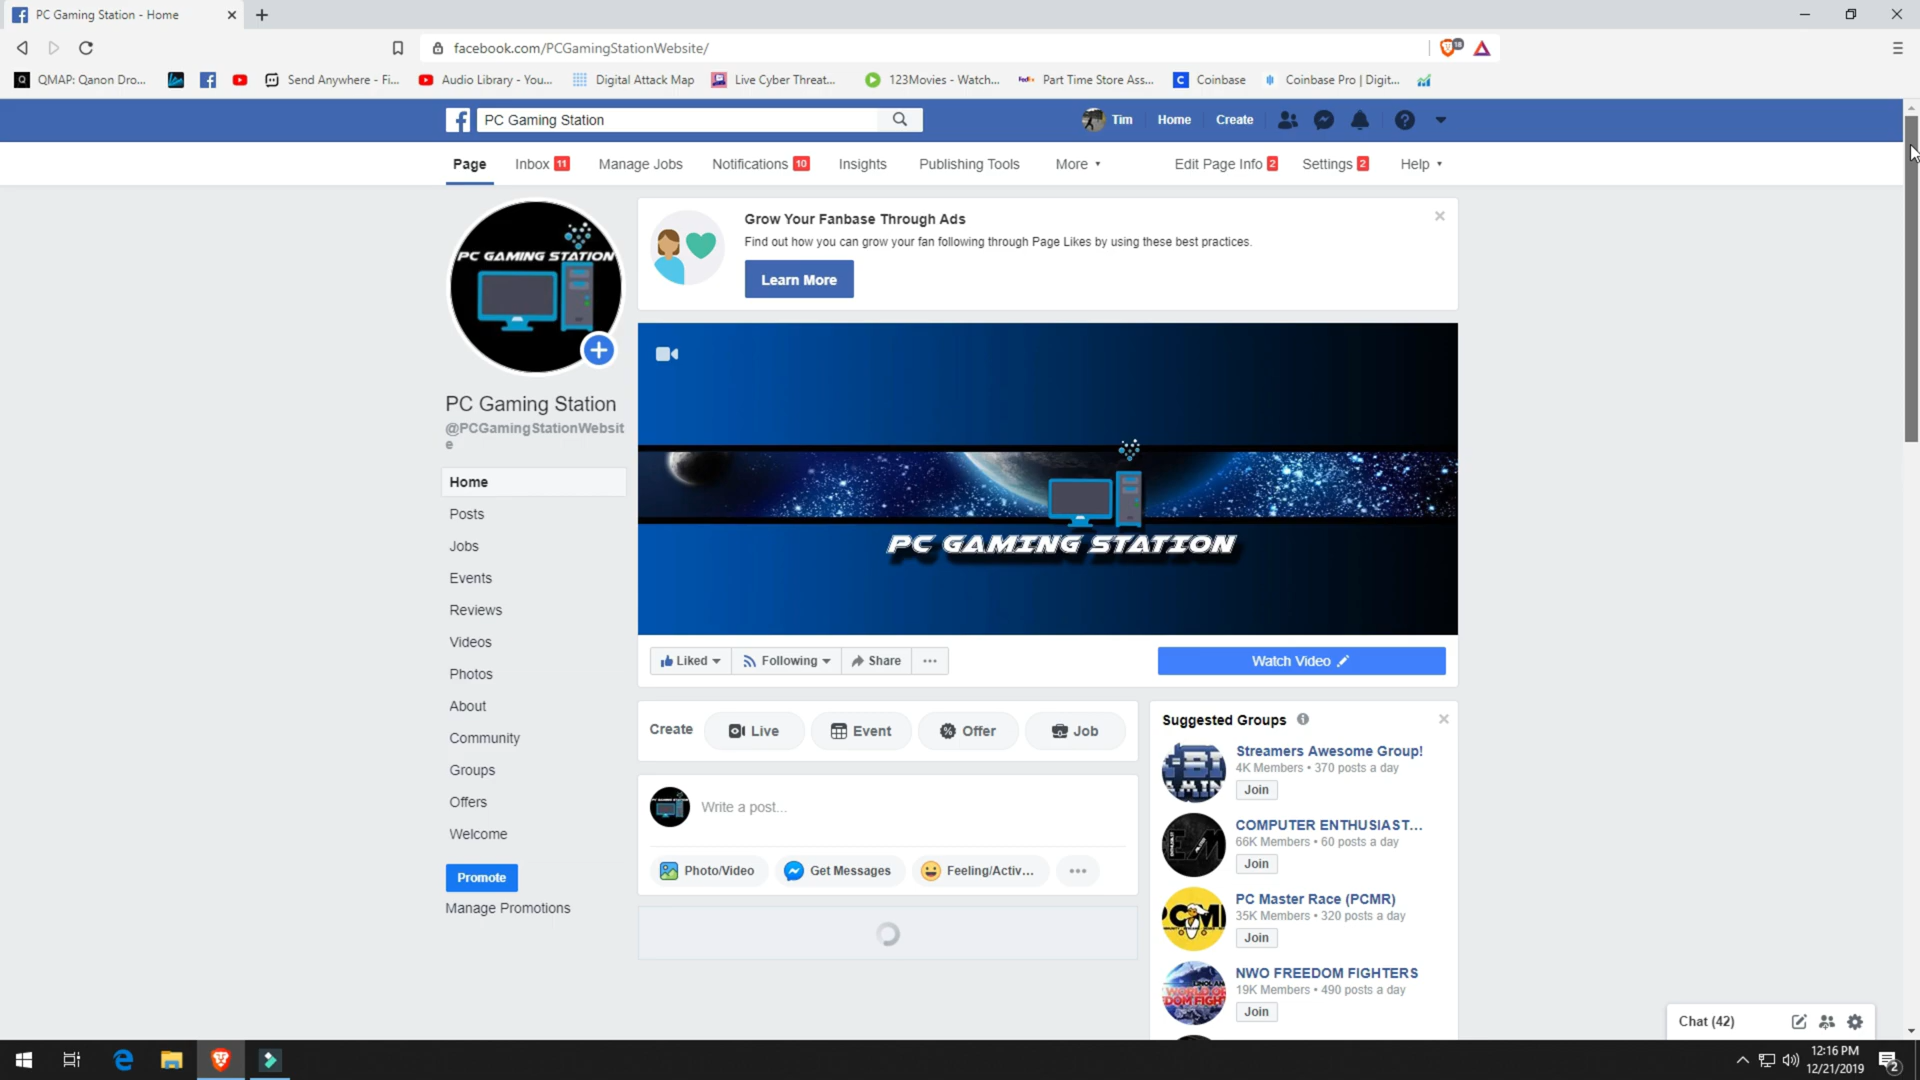 PC Gaming Station - Home
facebook.com/PCGamingStationWebsite/
18
QMAP: Qanon Dro...
Send Anywhere - Fi...
Audio Library - You...
Digital Attack Map
Live Cyber Threat...
123Movies - Watch...
FedEx
Part Time Store Ass...
Coinbase
Coinbase Pro | Digit...
PC Gaming Station
Tim
Home
Create
Page
Inbox 11
Manage Jobs
Notifications 10
Insights
Publishing Tools
More
Edit Page Info 2
Settings 2
Help
PC GAMING STATION
Grow Your Fanbase Through Ads
Find out how you can grow your fan following through Page Likes by using these best practices.
Learn More
PC Gaming Station
@PCGamingStationWebsit
e
Home
Posts
Jobs
Events
Reviews
Videos
Photos
About
Community
Groups
Offers
Welcome
Promote
Manage Promotions
PC GAMING STATION
Liked
Following
Share
Watch Video
Create
Live
Event
Offer
Job
Write a post...
Photo/Video
Get Messages
Feeling/Activ...
Suggested Groups
Streamers Awesome Group!
4K Members • 370 posts a day
Join
COMPUTER ENTHUSIAST...
66K Members • 60 posts a day
Join
PC Master Race (PCMR)
35K Members • 320 posts a day
Join
NWO FREEDOM FIGHTERS
19K Members • 490 posts a day
Join
Chat (42)
12:16 PM
12/21/2019
2